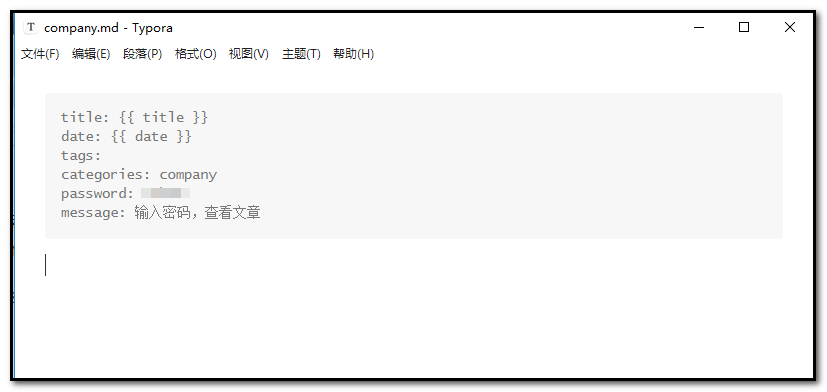 company.md - Typora
文件(F) 编辑(E) 段落(P) 格式(O) 视图(V) 主题(T) 帮助(H)
title: {{ title }}
date: {{ date }}
tags:
categories: company
password:
message: 输入密码，查看文章